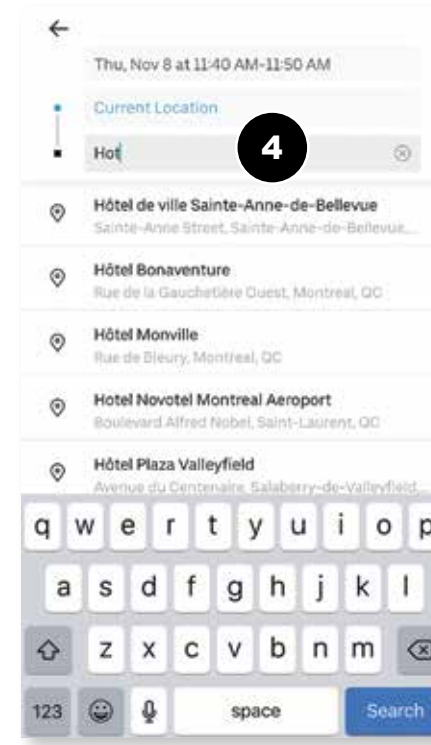 Thu, Nov 8 at 11:40 AM-11:50 AM
Current Location
Hot
4
Hôtel de ville Sainte-Anne-de-Bellevue
Sainte-Anne Street, Sainte-Anne-de-Bellevue,...
Hôtel Bonaventure
Rue de la Gauchetière Ouest, Montreal, QC
Hôtel Monville
Rue de Bleury, Montreal, QC
Hotel Novotel Montreal Aeroport
Boulevard Alfred Nobel, Saint-Laurent, QC
Hôtel Plaza Valleyfield
Avenue du Centenaire, Salaberry-de-Valleyfield,...
q w e r t y u i o p
a s d f g h j k l
z x c v b n m
123 space Search